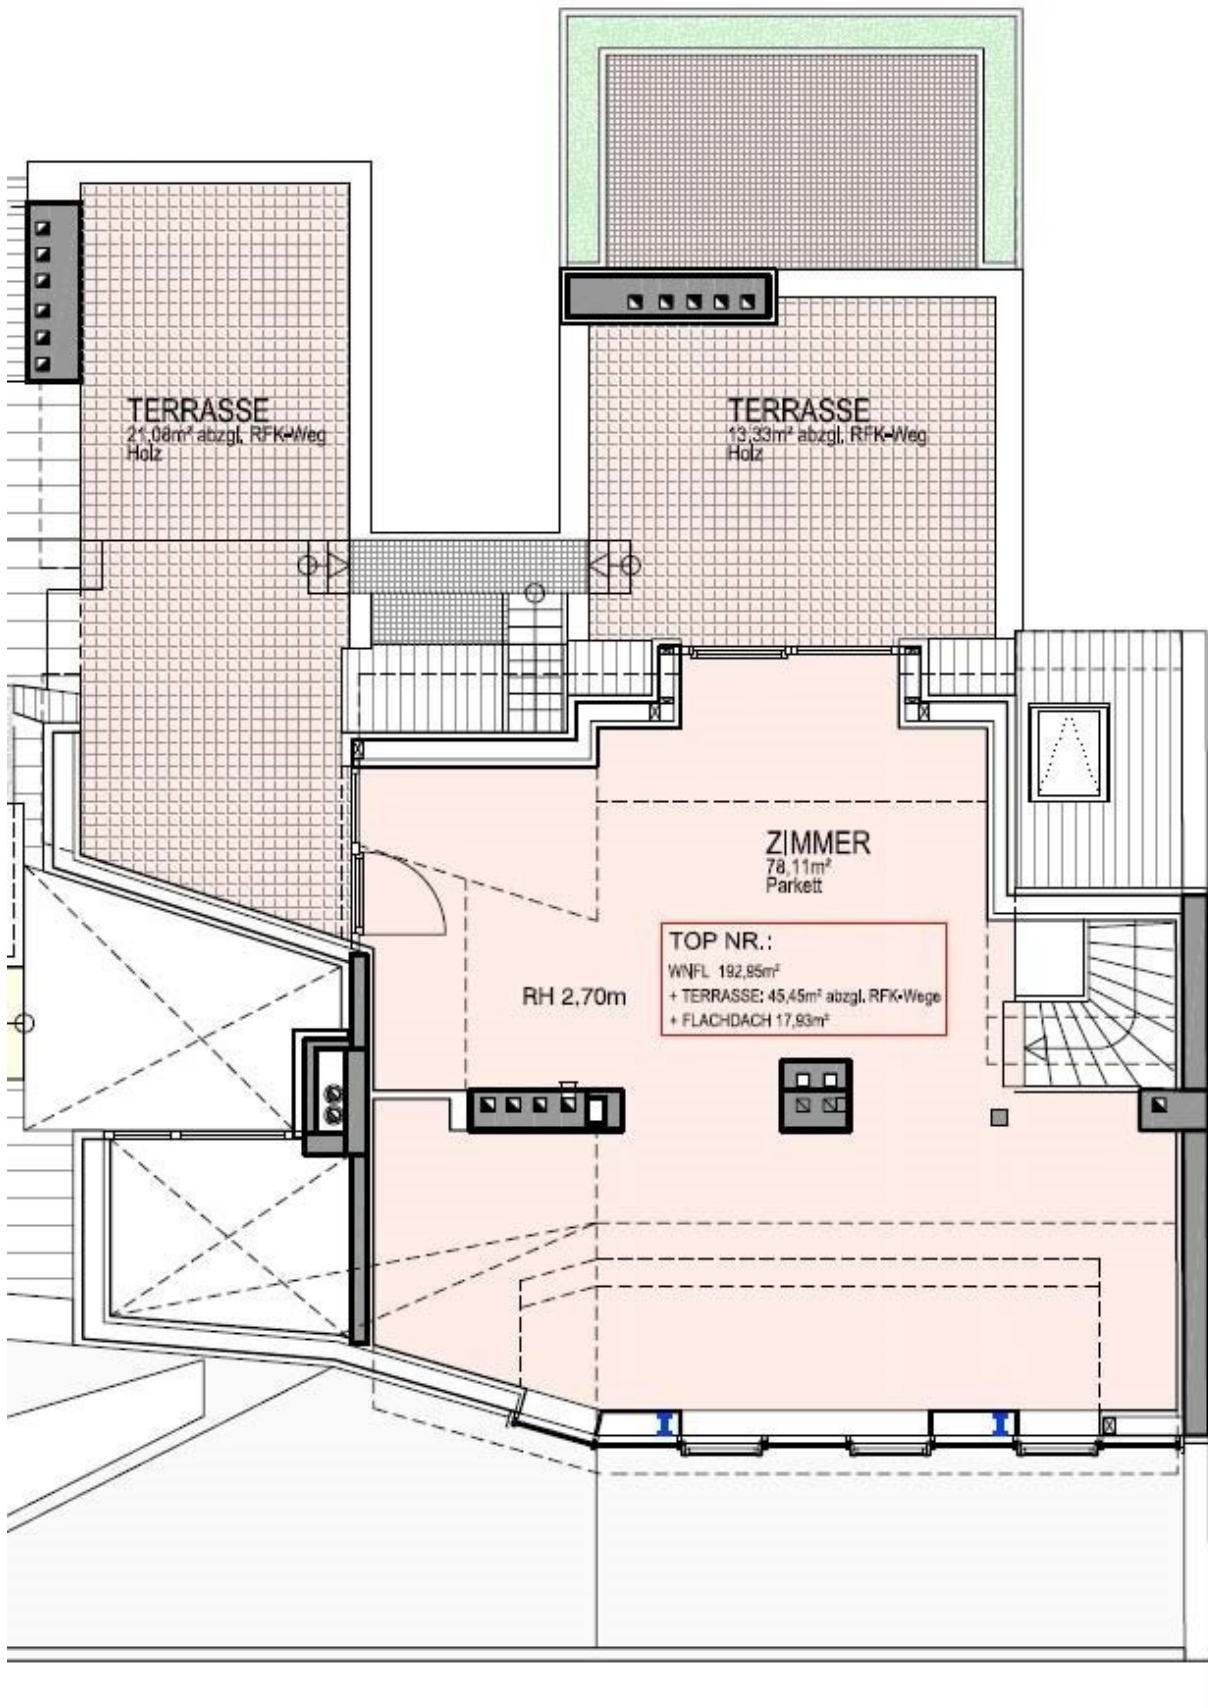 TERRASSE
21,08m² abzgl. RFK-Weg
Holz
TERRASSE
13,33m² abzgl. RFK-Weg
Holz
ZIMMER
78,11m²
Parkett
TOP NR.:
WNFL 192,95m²
+ TERRASSE: 45,45m² abzgl. RFK-Wege
+ FLACHDACH 17,93m²
RH 2,70m